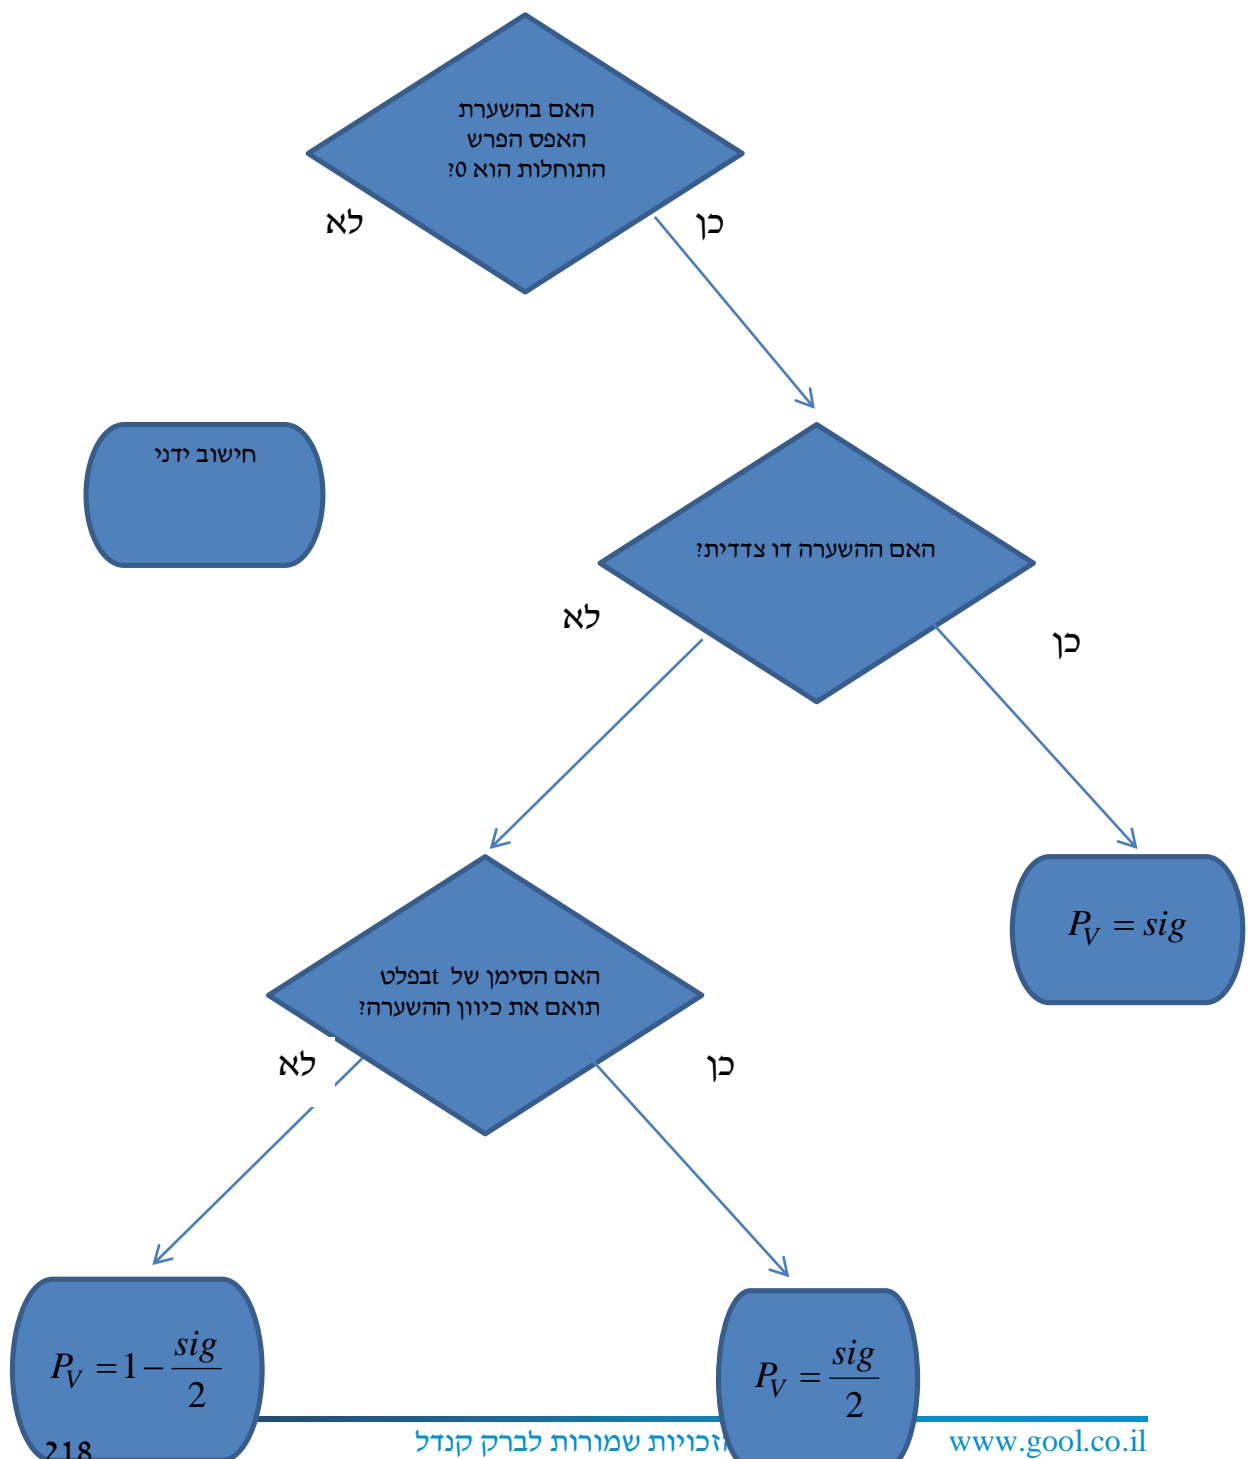 האם בהשערת
האפס הפרש
התוחלות הוא 0?
לא
כן
חישוב ידני
האם ההשערה דו צדדית?
לא
כן
P_V = sig
האם הסימן של t בפלט
תואם את כיוון ההשערה?
לא
כן
P_V = 1 - sig/2
P_V = sig/2
218
הזכויות שמורות לברק קנדל
www.gool.co.il